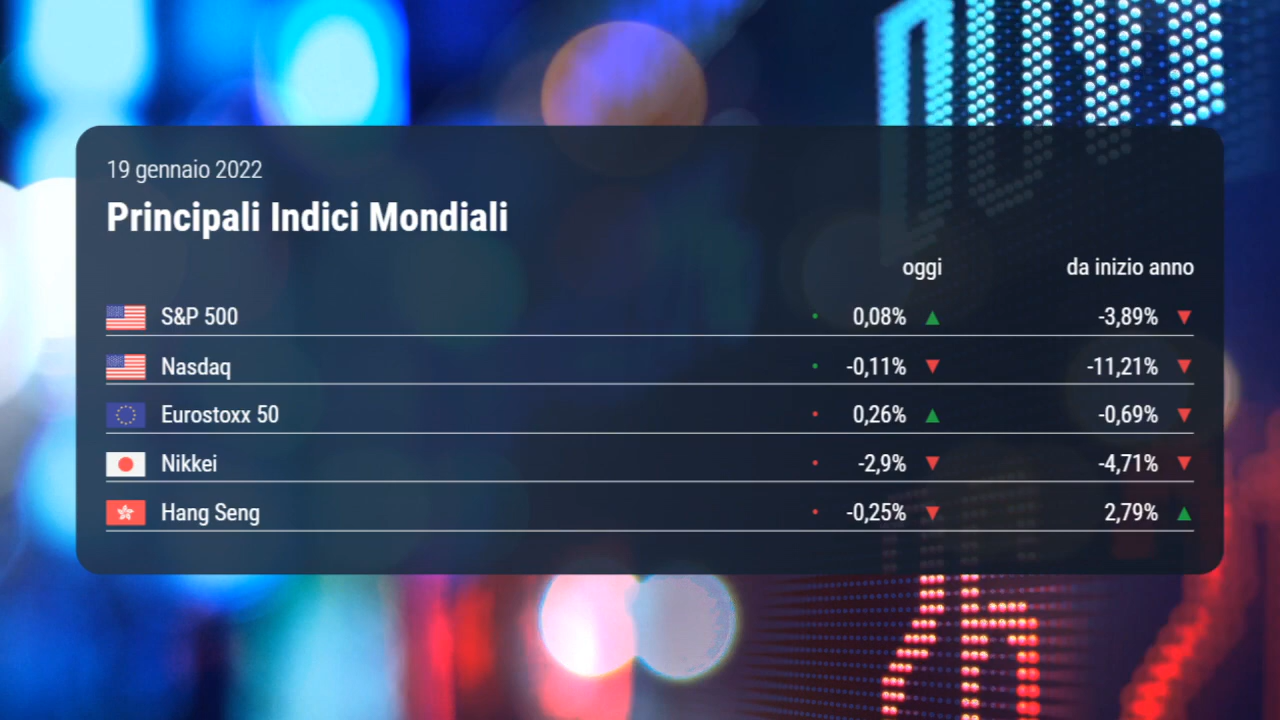 19 gennaio 2022
Principali Indici Mondiali
oggi da inizio anno
S&P 500 0,08% ▲ -3,89% ▼
Nasdaq -0,11% ▼ -11,21% ▼
Eurostoxx 50 0,26% ▲ -0,69% ▼
Nikkei -2,9% ▼ -4,71% ▼
Hang Seng -0,25% ▼ 2,79% ▲